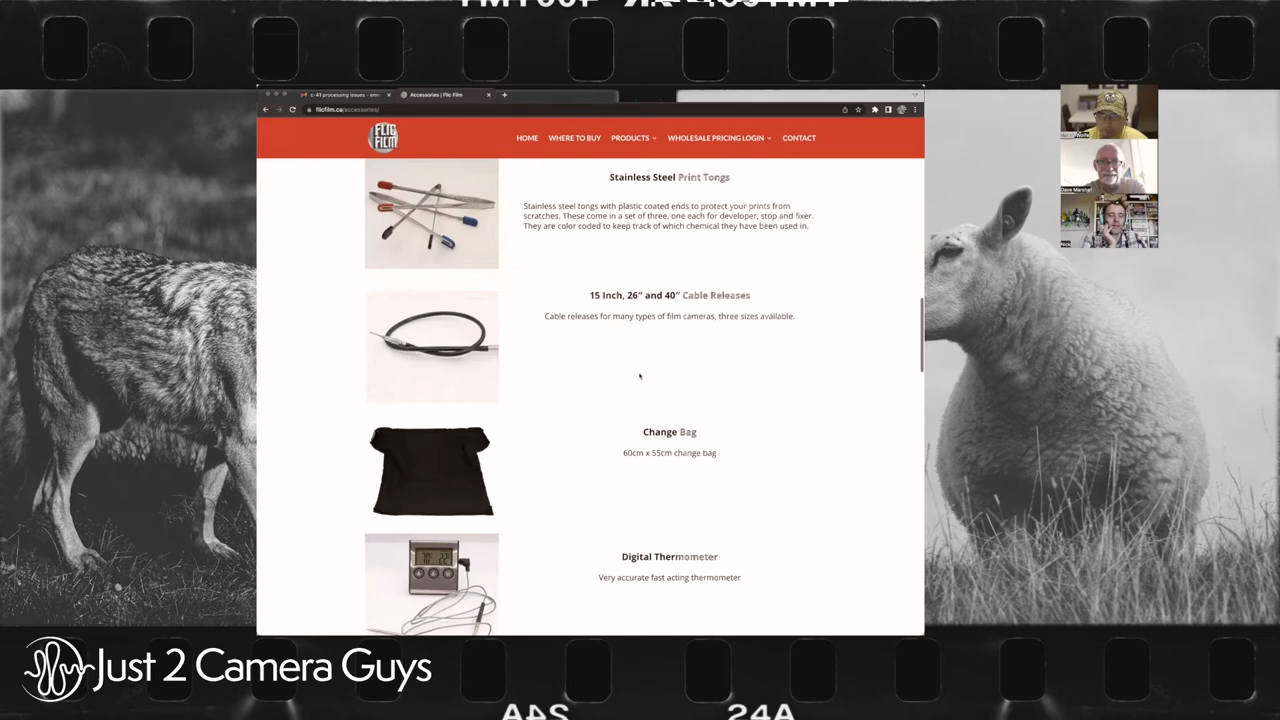 c-41 processing issues - em
Accessories | Flic Film
flicfilm.ca/accessories/
FLIC
FILM
HOME WHERE TO BUY PRODUCTS WHOLESALE PRICING LOGIN CONTACT
Stainless Steel Print Tongs
Stainless steel tongs with plastic coated ends to protect your prints from
scratches. These come in a set of three, one each for developer, stop and fixer.
They are color coded to keep track of which chemical they have been used in.
15 Inch, 26″ and 40″ Cable Releases
Cable releases for many types of film cameras, three sizes available.
Change Bag
60cm x 55cm change bag
Digital Thermometer
Very accurate fast acting thermometer
Dave Marshall
Nick
Just 2 Camera Guys
24A